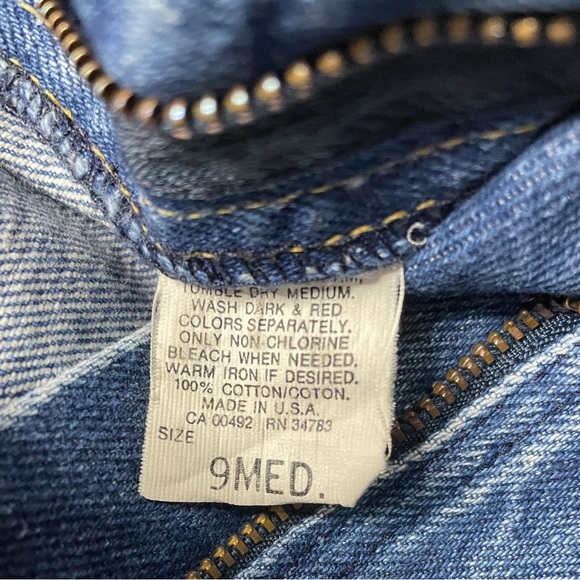 TUMBLE DRY MEDIUM.
WASH DARK & RED
COLORS SEPARATELY.
ONLY NON-CHLORINE
BLEACH WHEN NEEDED.
WARM IRON IF DESIRED.
100% COTTON/COTON.
MADE IN U.S.A.
CA 00492 RN 34783
SIZE
9MED.